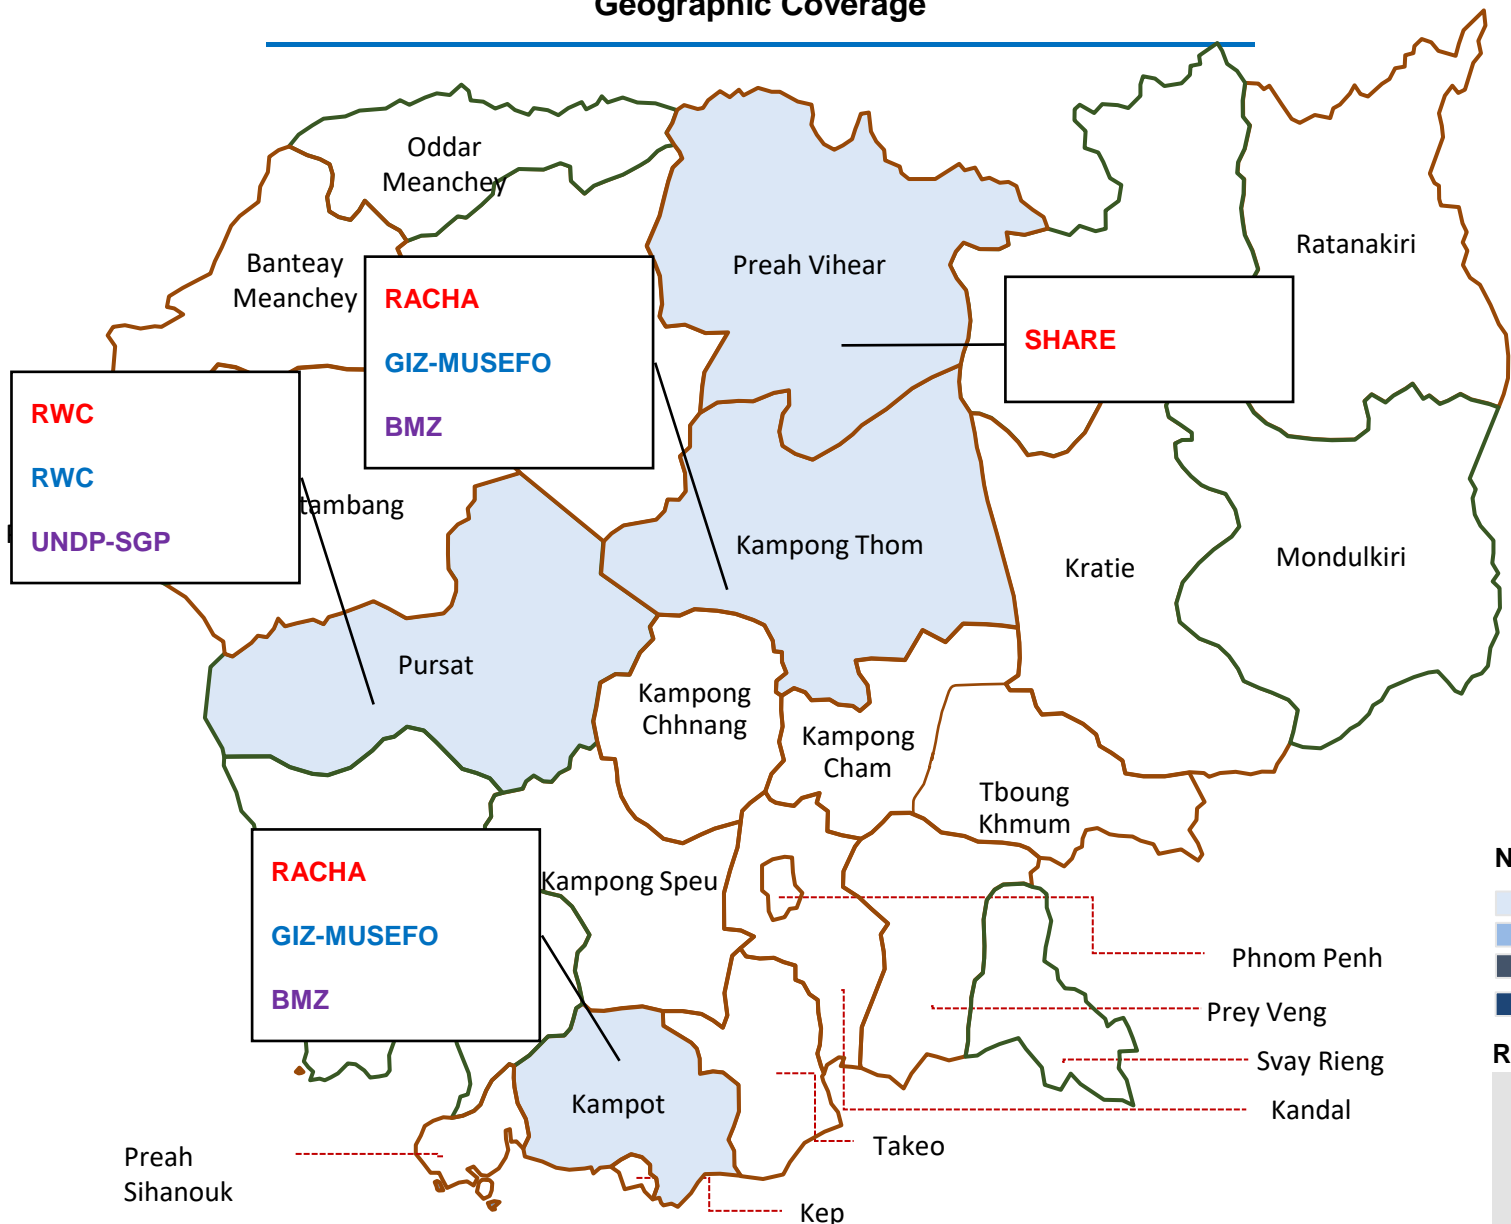 Geographic Coverage
Oddar
Meanchey
Banteay
Meanchey
Preah Vihear
Ratanakiri
RACHA
GIZ-MUSEFO
BMZ
SHARE
RWC
RWC
UNDP-SGP
tambang
Kampong Thom
Kratie
Mondulkiri
Pursat
Kampong
Chhnang
Kampong
Cham
Tboung
Khmum
RACHA
GIZ-MUSEFO
BMZ
Kampong Speu
N
Phnom Penh
Prey Veng
R
Svay Rieng
Kampot
Kandal
Takeo
Preah
Sihanouk
Kep